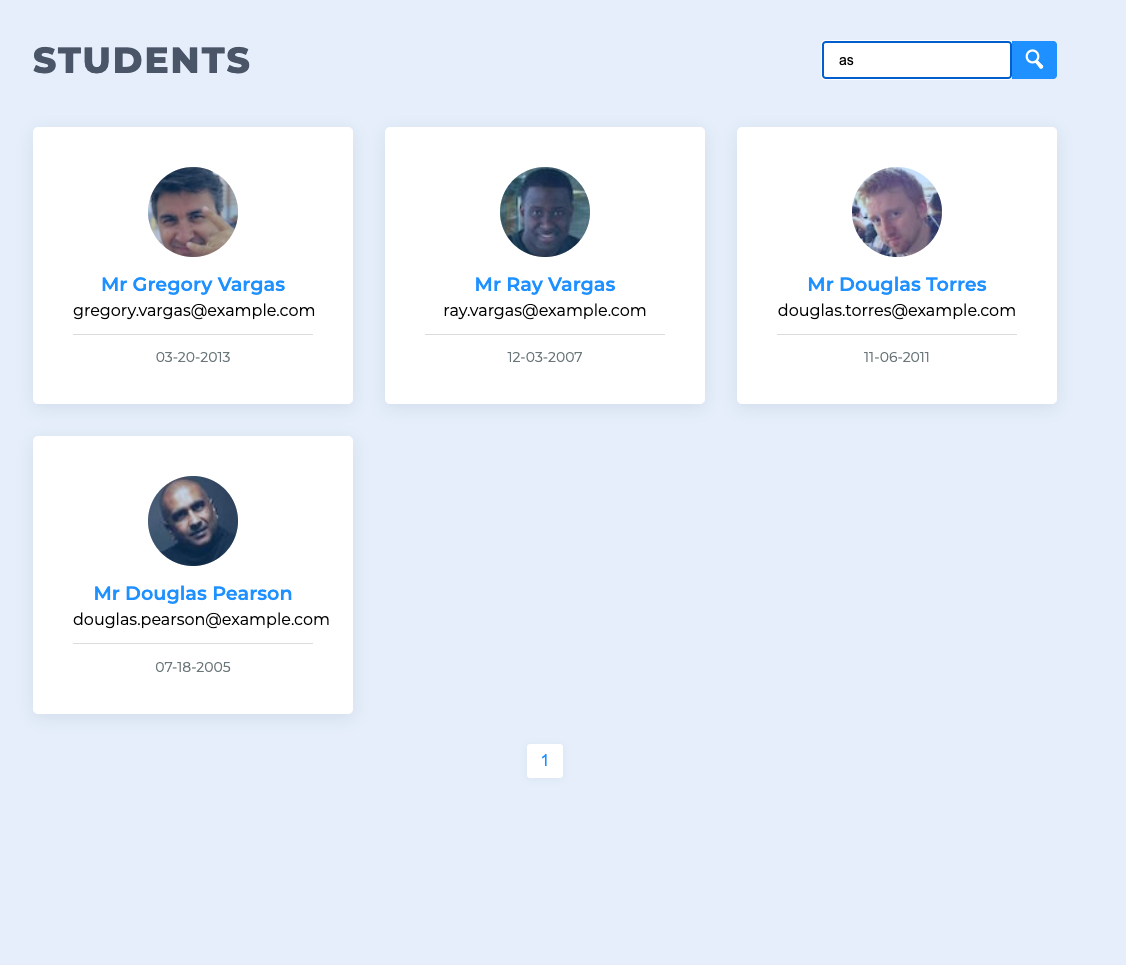 STUDENTS
as
Mr Gregory Vargas
gregory.vargas@example.com
03-20-2013
Mr Ray Vargas
ray.vargas@example.com
12-03-2007
Mr Douglas Torres
douglas.torres@example.com
11-06-2011
Mr Douglas Pearson
douglas.pearson@example.com
07-18-2005
1